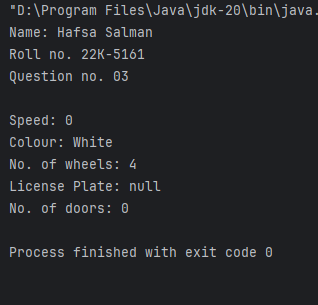 "D:\Program Files\Java\jdk-20\bin\java.
Name: Hafsa Salman
Roll no. 22K-5161
Question no. 03
Speed: 0
Colour: White
No. of wheels: 4
License Plate: null
No. of doors: 0
Process finished with exit code 0